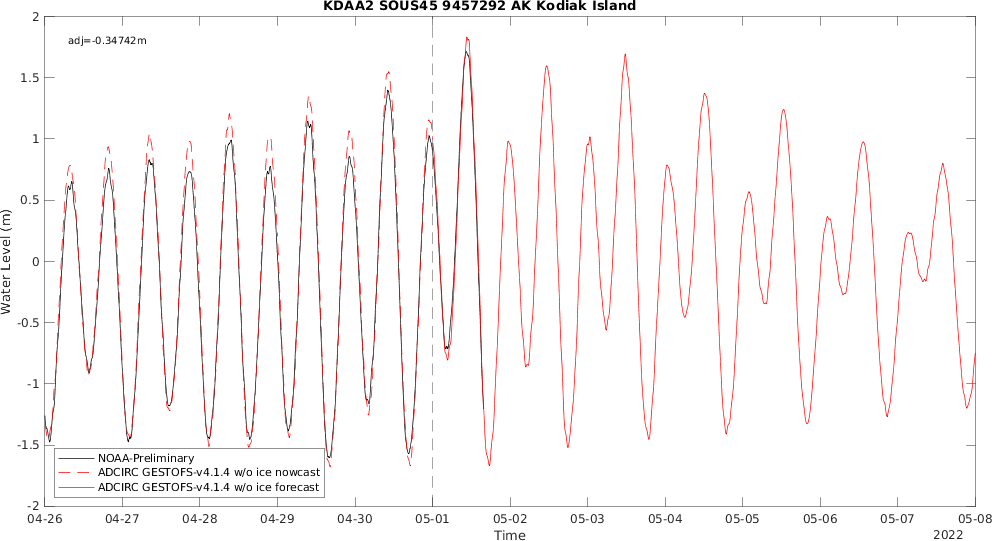 KDAA2 SOUS45 9457292 AK Kodiak Island
adj=-0.34742m
2
1.5
1
0.5
0
-0.5
-1
-1.5
-2
Water Level (m)
NOAA-Preliminary
ADCIRC GESTOFS-v4.1.4 w/o ice nowcast
ADCIRC GESTOFS-v4.1.4 w/o ice forecast
04-26 04-27 04-28 04-29 04-30 05-01 05-02 05-03 05-04 05-05 05-06 05-07 05-08
Time
2022